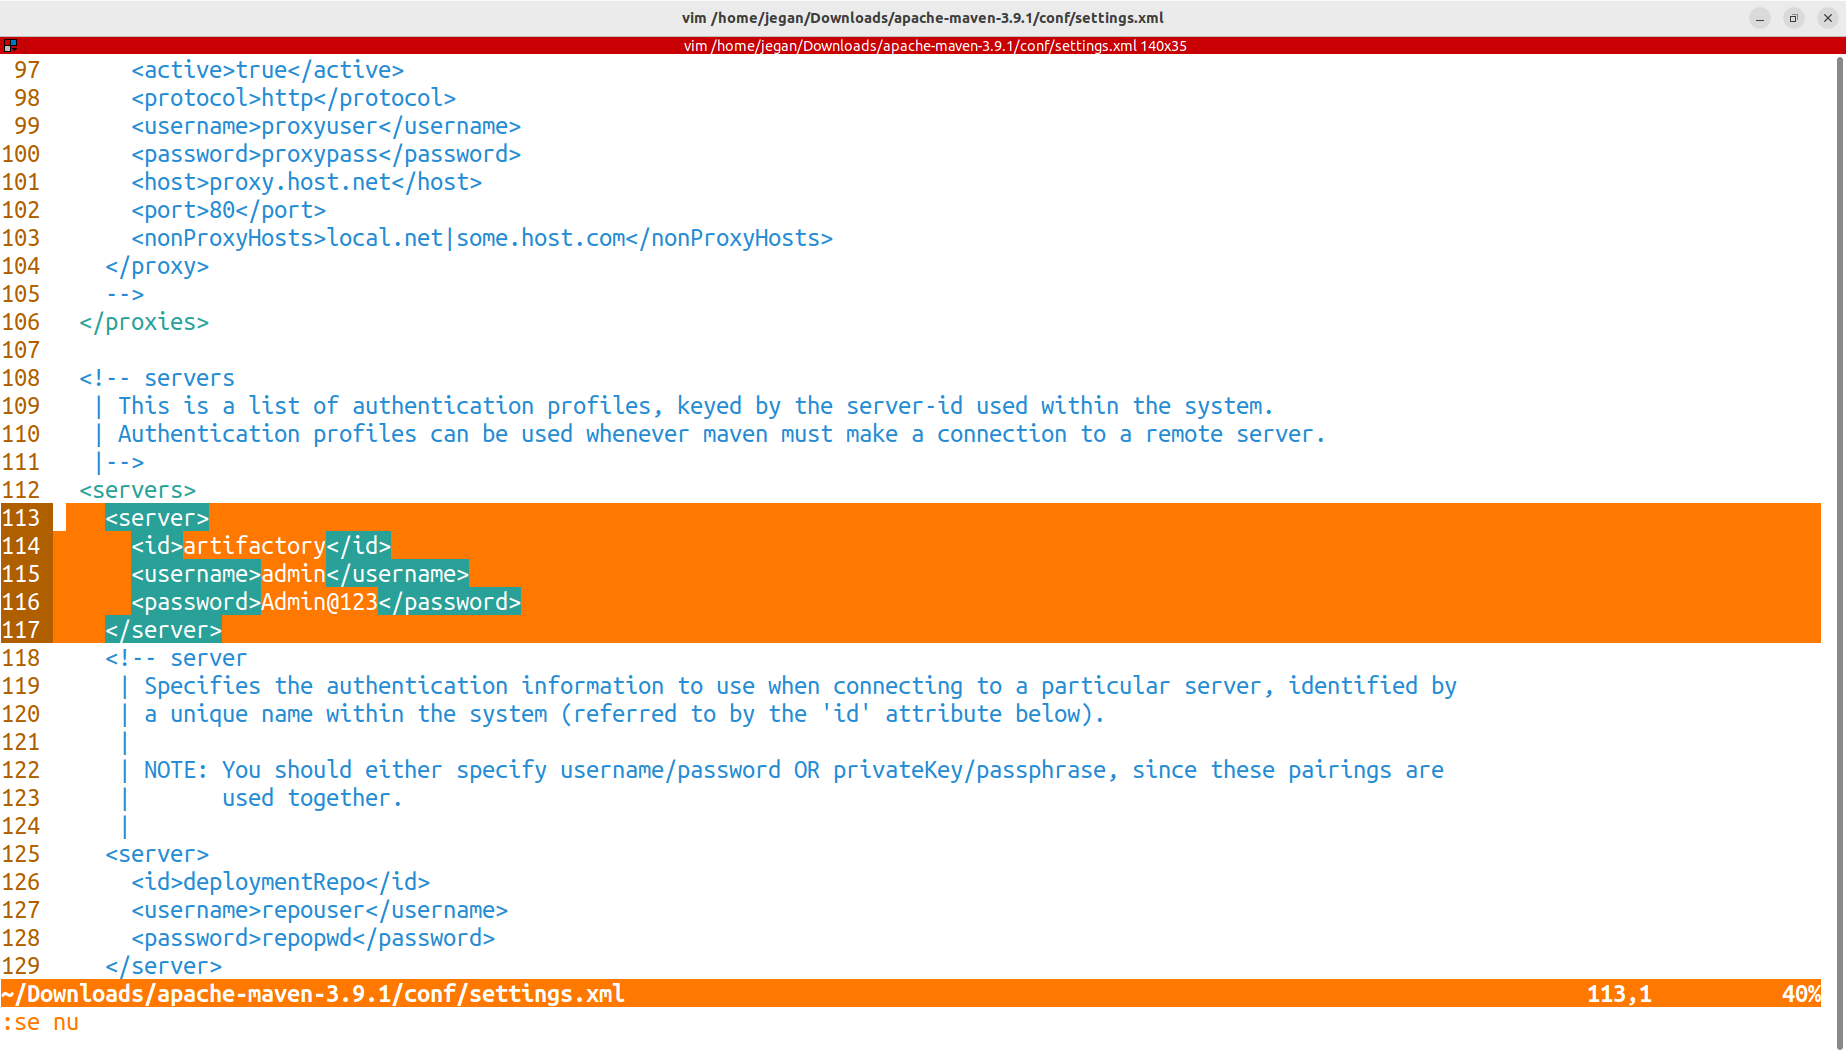 vim /home/jegan/Downloads/apache-maven-3.9.1/conf/settings.xml
vim /home/jegan/Downloads/apache-maven-3.9.1/conf/settings.xml 140x35
97       <active>true</active>
98       <protocol>http</protocol>
99       <username>proxyuser</username>
100       <password>proxypass</password>
101       <host>proxy.host.net</host>
102       <port>80</port>
103       <nonProxyHosts>local.net|some.host.com</nonProxyHosts>
104     </proxy>
105     -->
106   </proxies>
107
108   <!-- servers
109    | This is a list of authentication profiles, keyed by the server-id used within the system.
110    | Authentication profiles can be used whenever maven must make a connection to a remote server.
111    |-->
112   <servers>
113     <server>
114       <id>artifactory</id>
115       <username>admin</username>
116       <password>Admin@123</password>
117     </server>
118     <!-- server
119      | Specifies the authentication information to use when connecting to a particular server, identified by
120      | a unique name within the system (referred to by the 'id' attribute below).
121      |
122      | NOTE: You should either specify username/password OR privateKey/passphrase, since these pairings are
123      |       used together.
124      |
125     <server>
126       <id>deploymentRepo</id>
127       <username>repouser</username>
128       <password>repopwd</password>
129     </server>
~/Downloads/apache-maven-3.9.1/conf/settings.xml 113,1 40%
:se nu